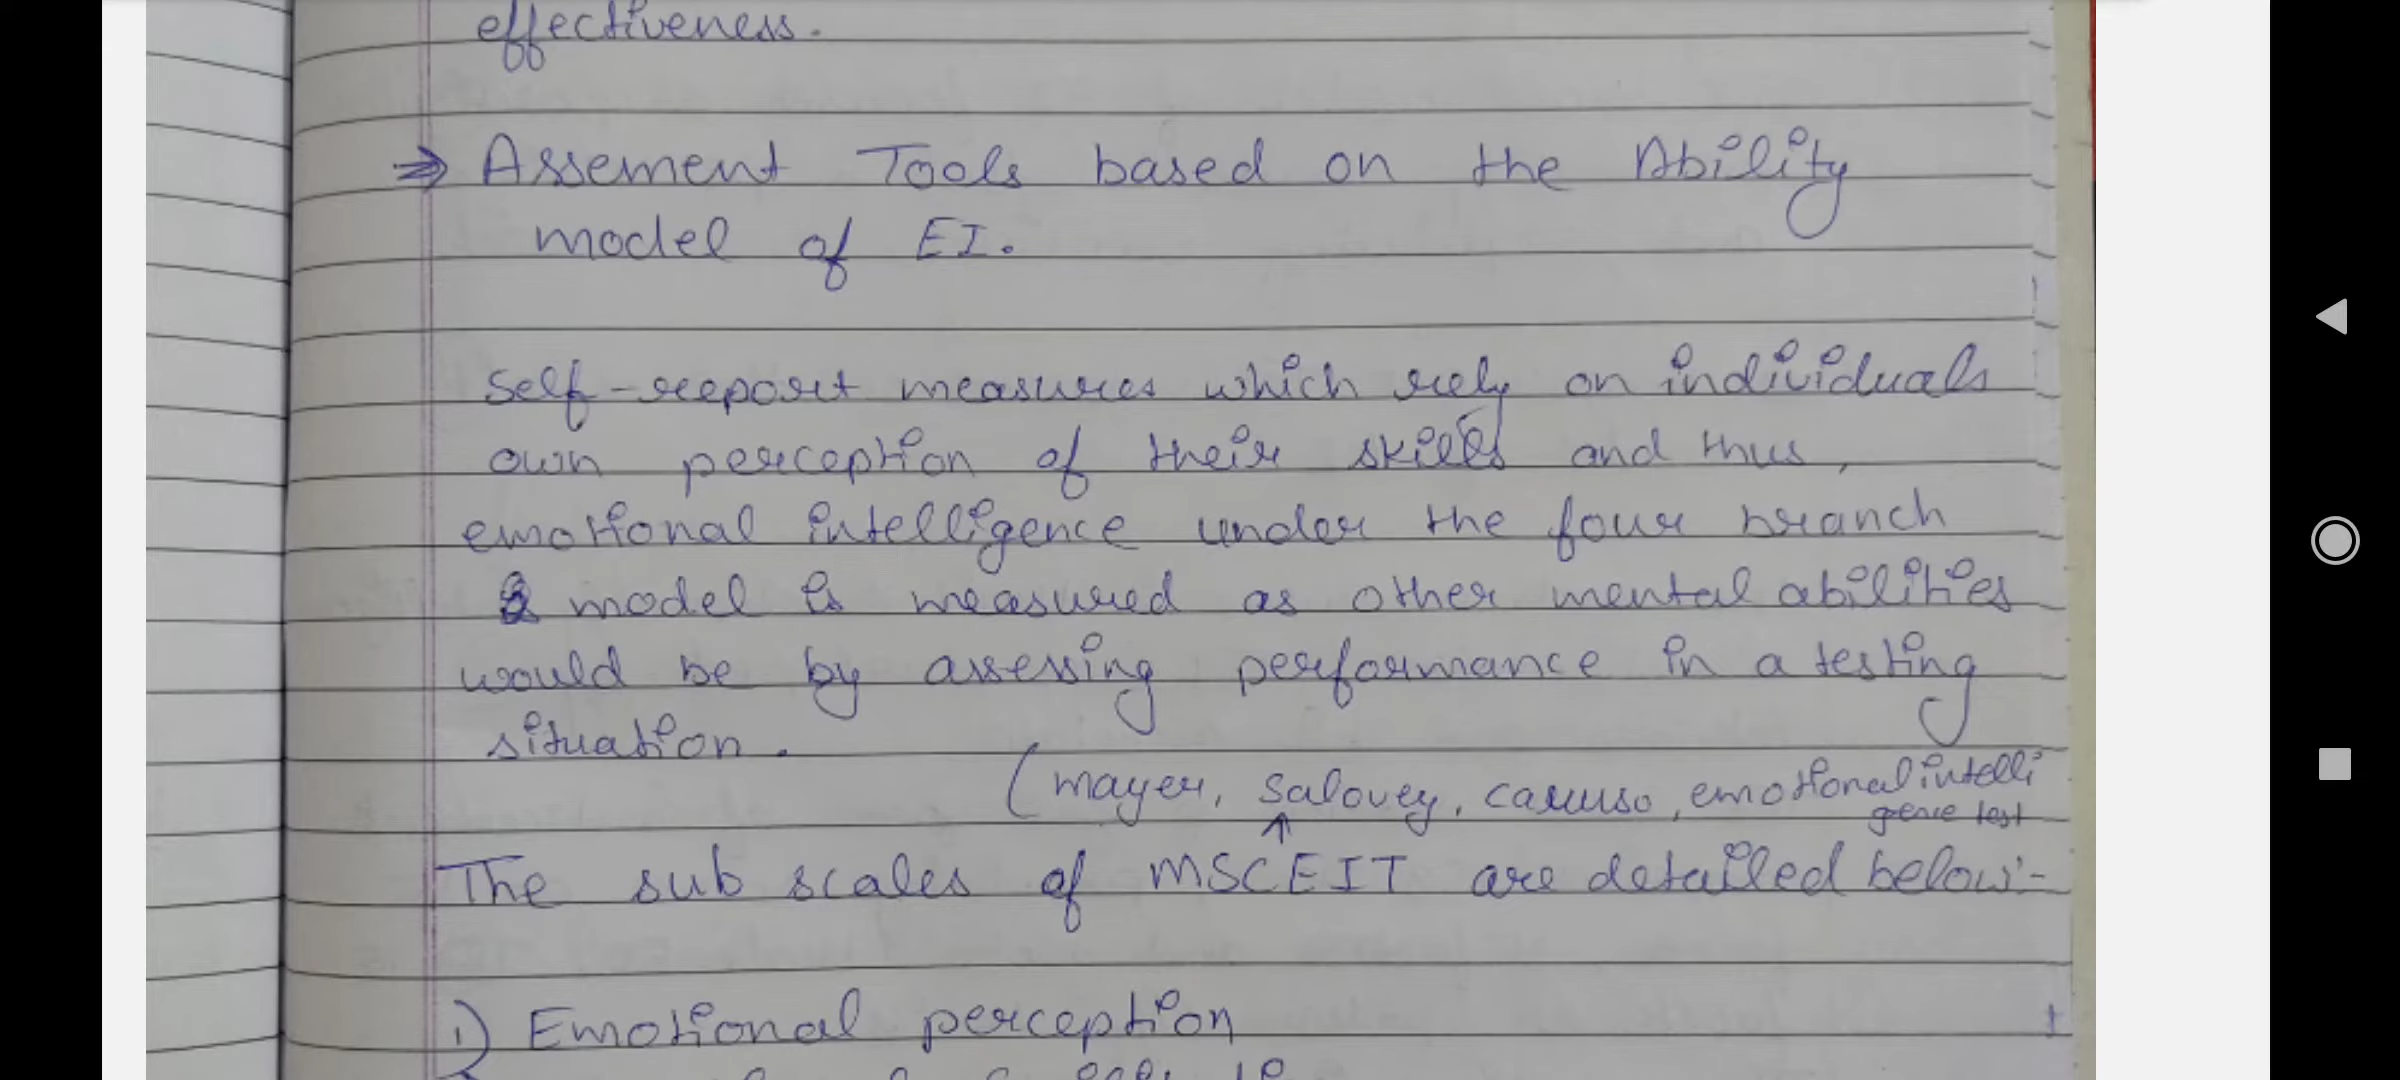 effectiveness.
⇒ Assement Tools based on the Ability
model of EI.
self-report measures which rely on individuals
own perception of their skills and thus,
emotional intelligence under the four branch
model is measured as other mental abilities
would be by assessing performance in a testing
situation.
(mayer, salovey, caruso, emotional intelli
gence test
The sub scales of MSCEIT are detailed below:-
1) Emotional perception